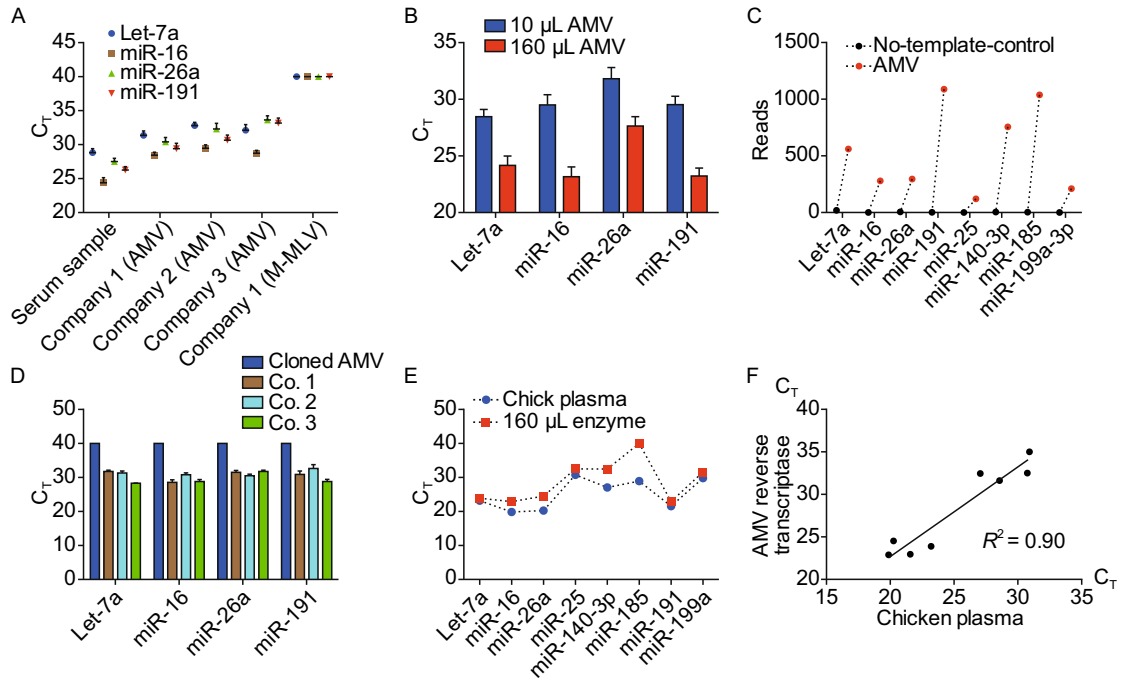 A
Let-7a
miR-16
miR-26a
miR-191
45
40
35
30
25
20
C_T
Serum sample
Company 1 (AMV)
Company 2 (AMV)
Company 3 (AMV)
Company 1 (M-MLV)
B
10 µL AMV
160 µL AMV
35
30
25
20
C_T
Let-7a
miR-16
miR-26a
miR-191
C
No-template-control
AMV
1500
1000
500
0
Reads
Let-7a
miR-16
miR-26a
miR-191
miR-25
miR-140-3p
miR-185
miR-199a-3p
D
Cloned AMV
Co. 1
Co. 2
Co. 3
50
40
30
20
10
0
C_T
Let-7a
miR-16
miR-26a
miR-191
E
Chick plasma
160 µL enzyme
50
40
30
20
10
0
C_T
Let-7a
miR-16
miR-26a
miR-25
miR-140-3p
miR-185
miR-191
miR-199a
F
C_T
40
35
30
25
20
AMV reverse
transcriptase
R² = 0.90
C_T
15 20 25 30 35
Chicken plasma